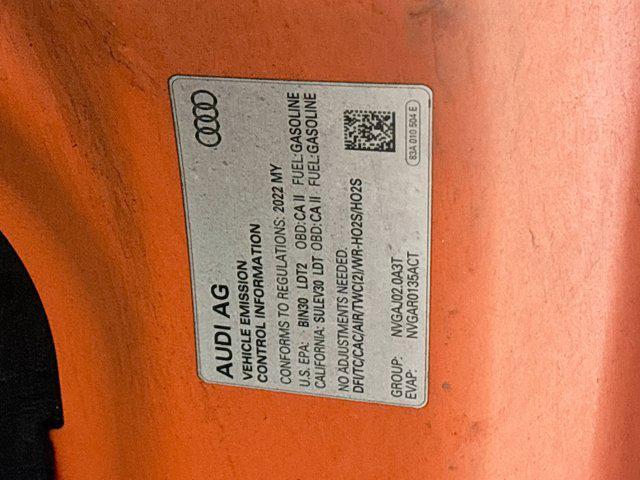 AUDI AG
VEHICLE EMISSION
CONTROL INFORMATION
CONFORMS TO REGULATIONS: 2022 MY
U.S. EPA: BIN30 LDT2 OBD: CA II FUEL: GASOLINE
CALIFORNIA: SULEV30 LDT OBD: CA II FUEL: GASOLINE
NO ADJUSTMENTS NEEDED.
DFI/TC/CAC/AIR/TWC(2)/WR-HO2S/HO2S
GROUP: NVGAJ02.0A3T
EVAP: NVGAR0135ACT
83A 010 504 E